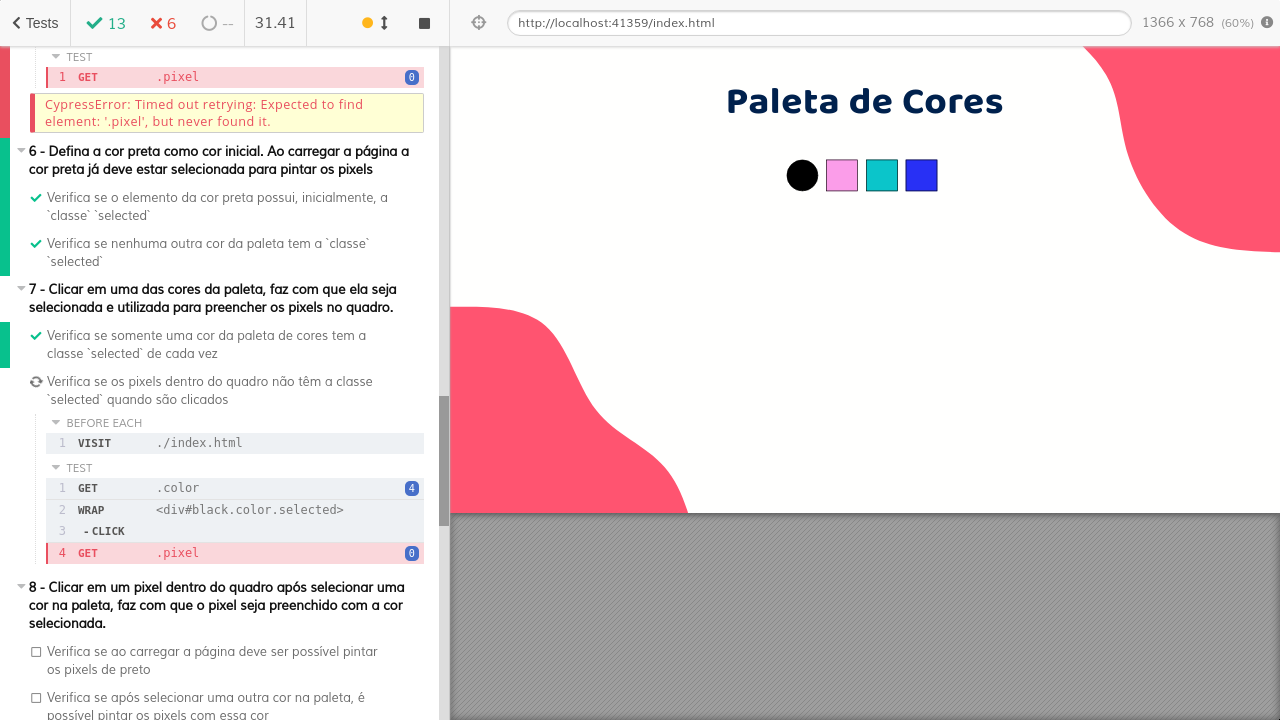 Tests
13
6
--
31.41
http://localhost:41359/index.html
1366 x 768 (60%)
TEST
1 GET .pixel 0
CypressError: Timed out retrying: Expected to find
element: '.pixel', but never found it.
6 - Defina a cor preta como cor inicial. Ao carregar a página a
cor preta já deve estar selecionada para pintar os pixels
Verifica se o elemento da cor preta possui, inicialmente, a
`classe` `selected`
Verifica se nenhuma outra cor da paleta tem a `classe`
`selected`
7 - Clicar em uma das cores da paleta, faz com que ela seja
selecionada e utilizada para preencher os pixels no quadro.
Verifica se somente uma cor da paleta de cores tem a
classe `selected` de cada vez
Verifica se os pixels dentro do quadro não têm a classe
`selected` quando são clicados
BEFORE EACH
1 VISIT ./index.html
TEST
1 GET .color 4
2 WRAP <div#black.color.selected>
3 - CLICK
4 GET .pixel 0
8 - Clicar em um pixel dentro do quadro após selecionar uma
cor na paleta, faz com que o pixel seja preenchido com a cor
selecionada.
Verifica se ao carregar a página deve ser possível pintar
os pixels de preto
Verifica se após selecionar uma outra cor na paleta, é
possível pintar os pixels com essa cor
Paleta de Cores